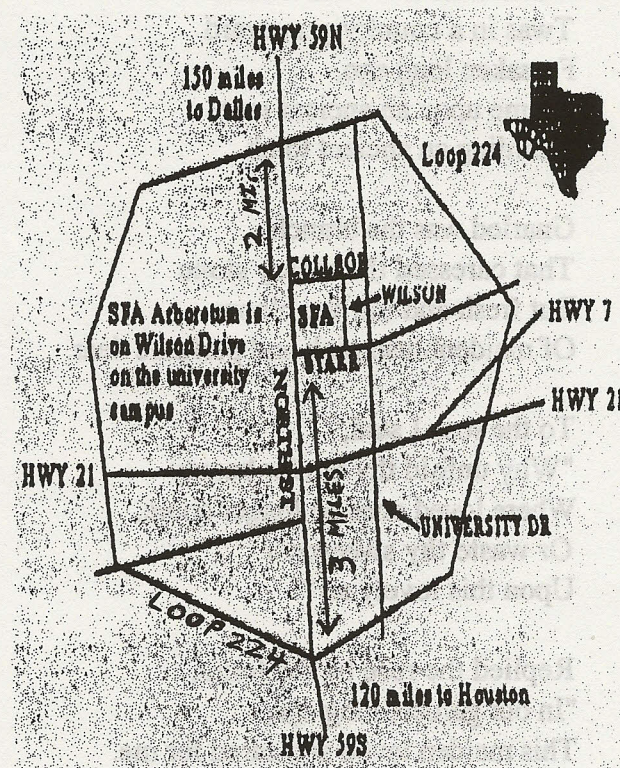 HWY 59N
150 miles
to Dallas
Loop 224
2 MI.
COLLEGE
WILSON
SFA
STARR
HWY 7
SFA Arboretum is
on Wilson Drive
on the university
campus
HWY 21
NORTH ST
HWY 21
3 MILES
UNIVERSITY DR
LOOP 224
120 miles to Houston
HWY 59S